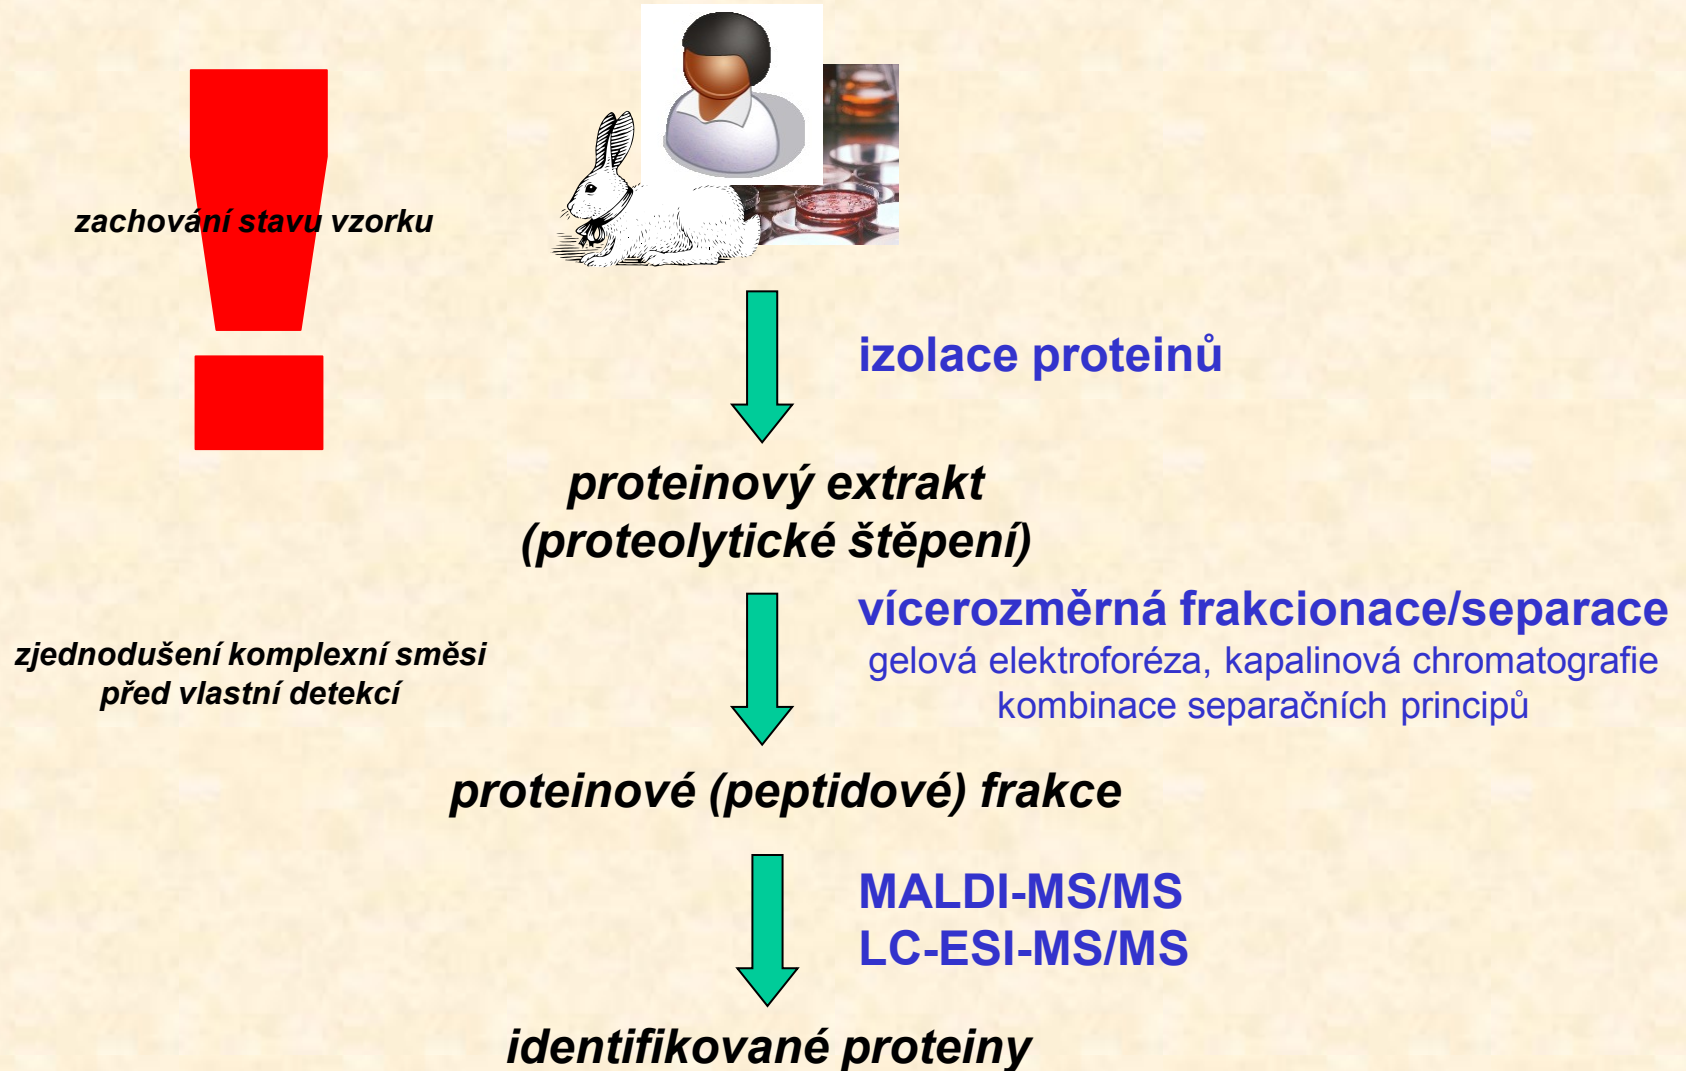 zachování stavu vzorku
izolace proteinů
proteinový extrakt
(proteolytické štěpení)
vícerozměrná frakcionace/separace
gelová elektroforéza, kapalinová chromatografie
kombinace separačních principů
zjednodušení komplexní směsi
před vlastní detekcí
proteinové (peptidové) frakce
MALDI-MS/MS
LC-ESI-MS/MS
identifikované proteiny